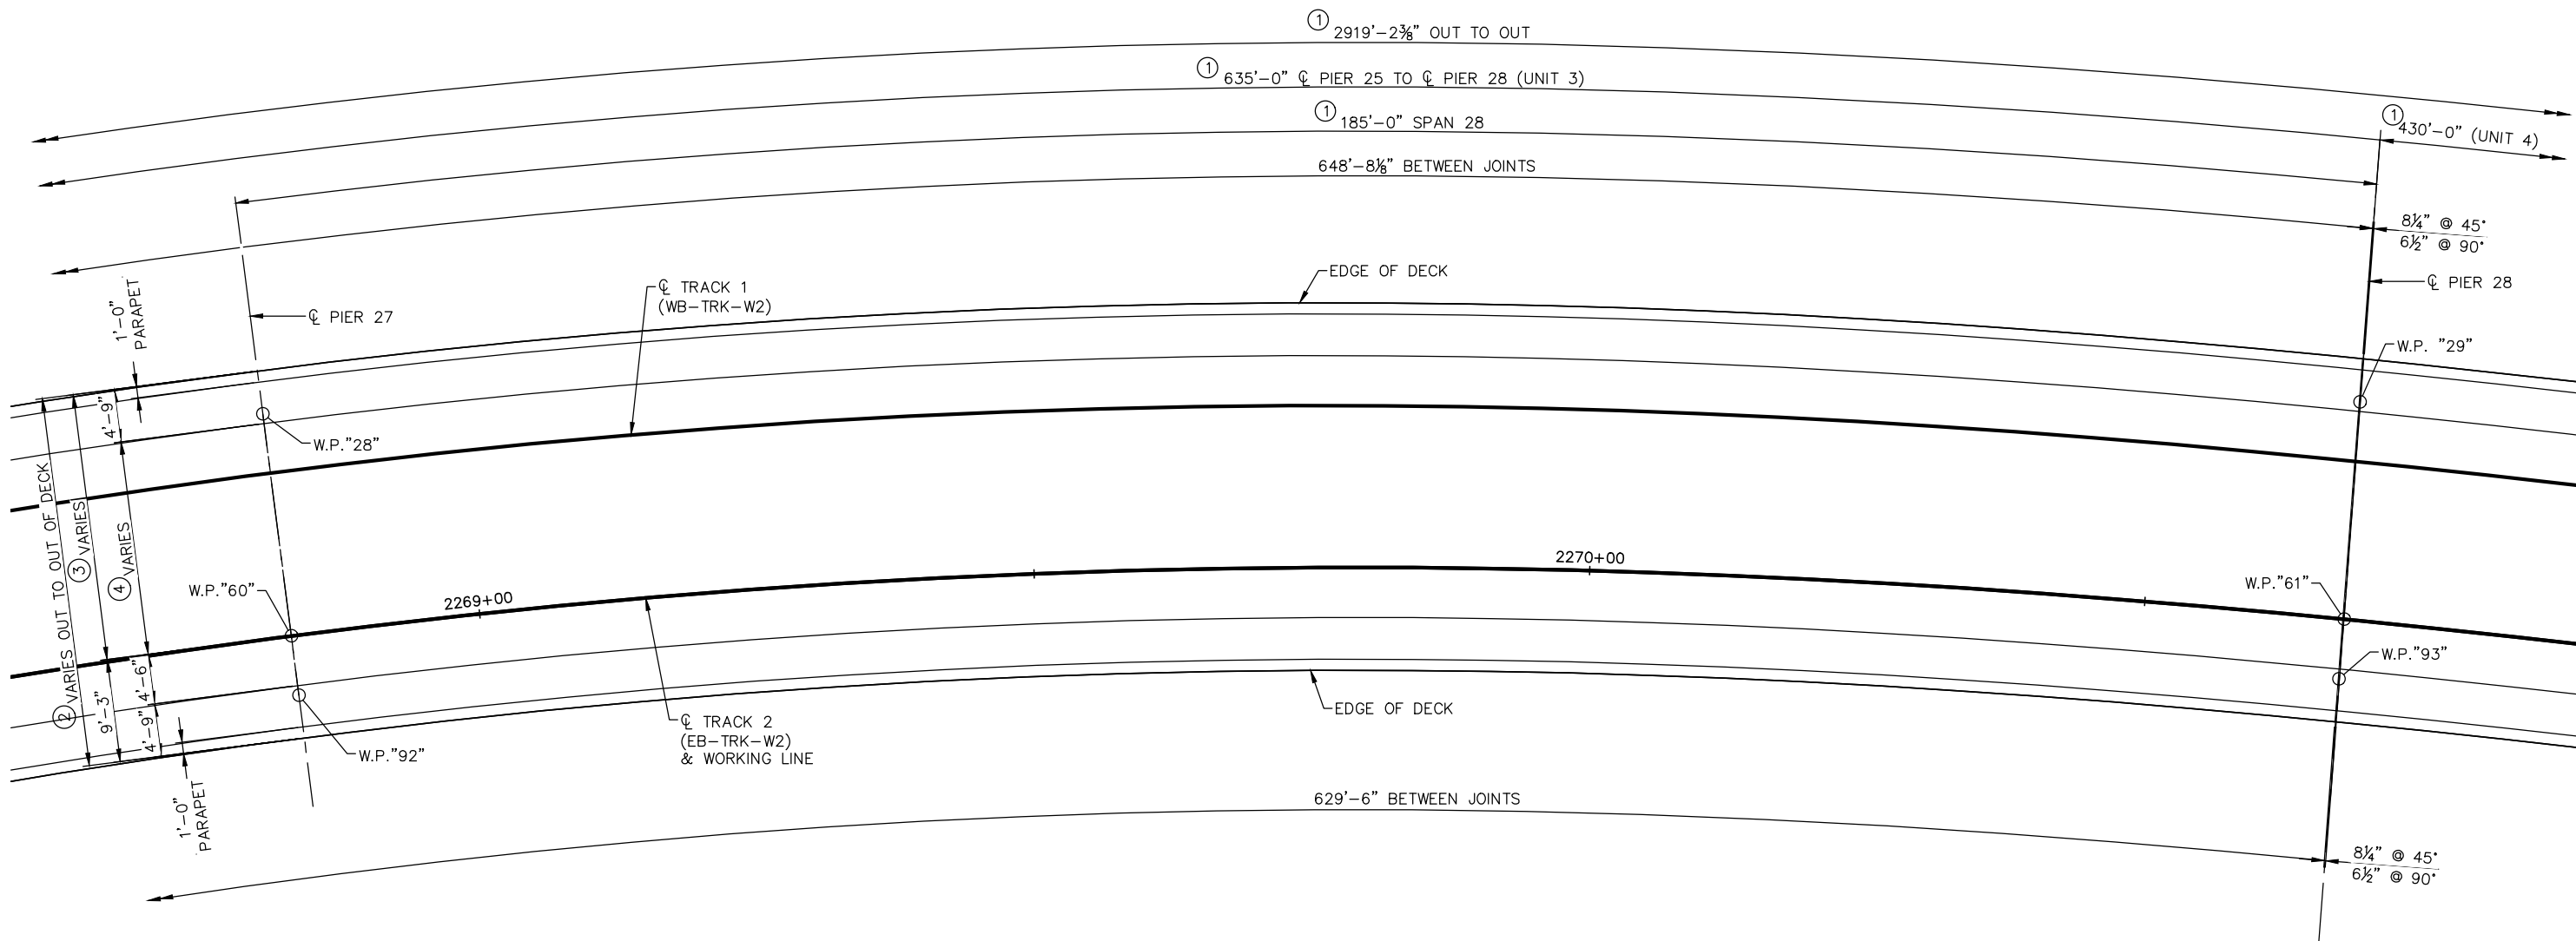 ① 2919'-2⅜" OUT TO OUT
① 635'-0" ℄ PIER 25 TO ℄ PIER 28 (UNIT 3)
① 185'-0" SPAN 28
① 430'-0" (UNIT 4)
648'-8⅛" BETWEEN JOINTS
8¼" @ 45°
6½" @ 90°
EDGE OF DECK
℄ TRACK 1
(WB-TRK-W2)
℄ PIER 28
℄ PIER 27
1'-0"
PARAPET
W.P. "29"
4'-9"
W.P."28"
② VARIES OUT TO OUT OF DECK
③ VARIES
④ VARIES
2270+00
W.P."60"
2269+00
W.P."61"
W.P."93"
9'-3"
4'-6"
4'-9"
EDGE OF DECK
℄ TRACK 2
(EB-TRK-W2)
& WORKING LINE
W.P."92"
1'-0"
PARAPET
629'-6" BETWEEN JOINTS
8¼" @ 45°
6½" @ 90°